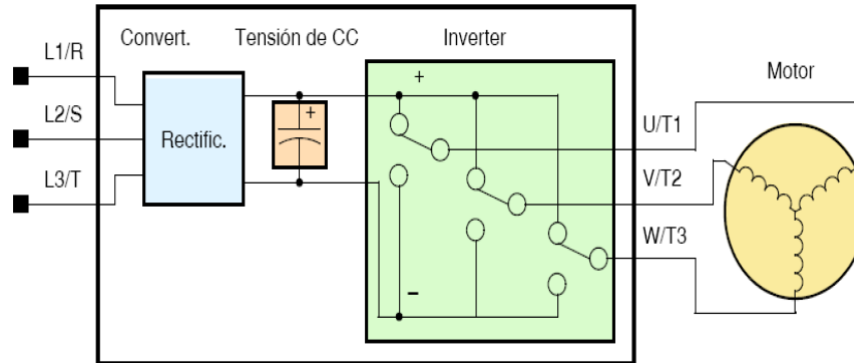 Convert.
Tensión de CC
Inverter
Motor
L1/R
L2/S
L3/T
Rectific.
+
+
−
U/T1
V/T2
W/T3